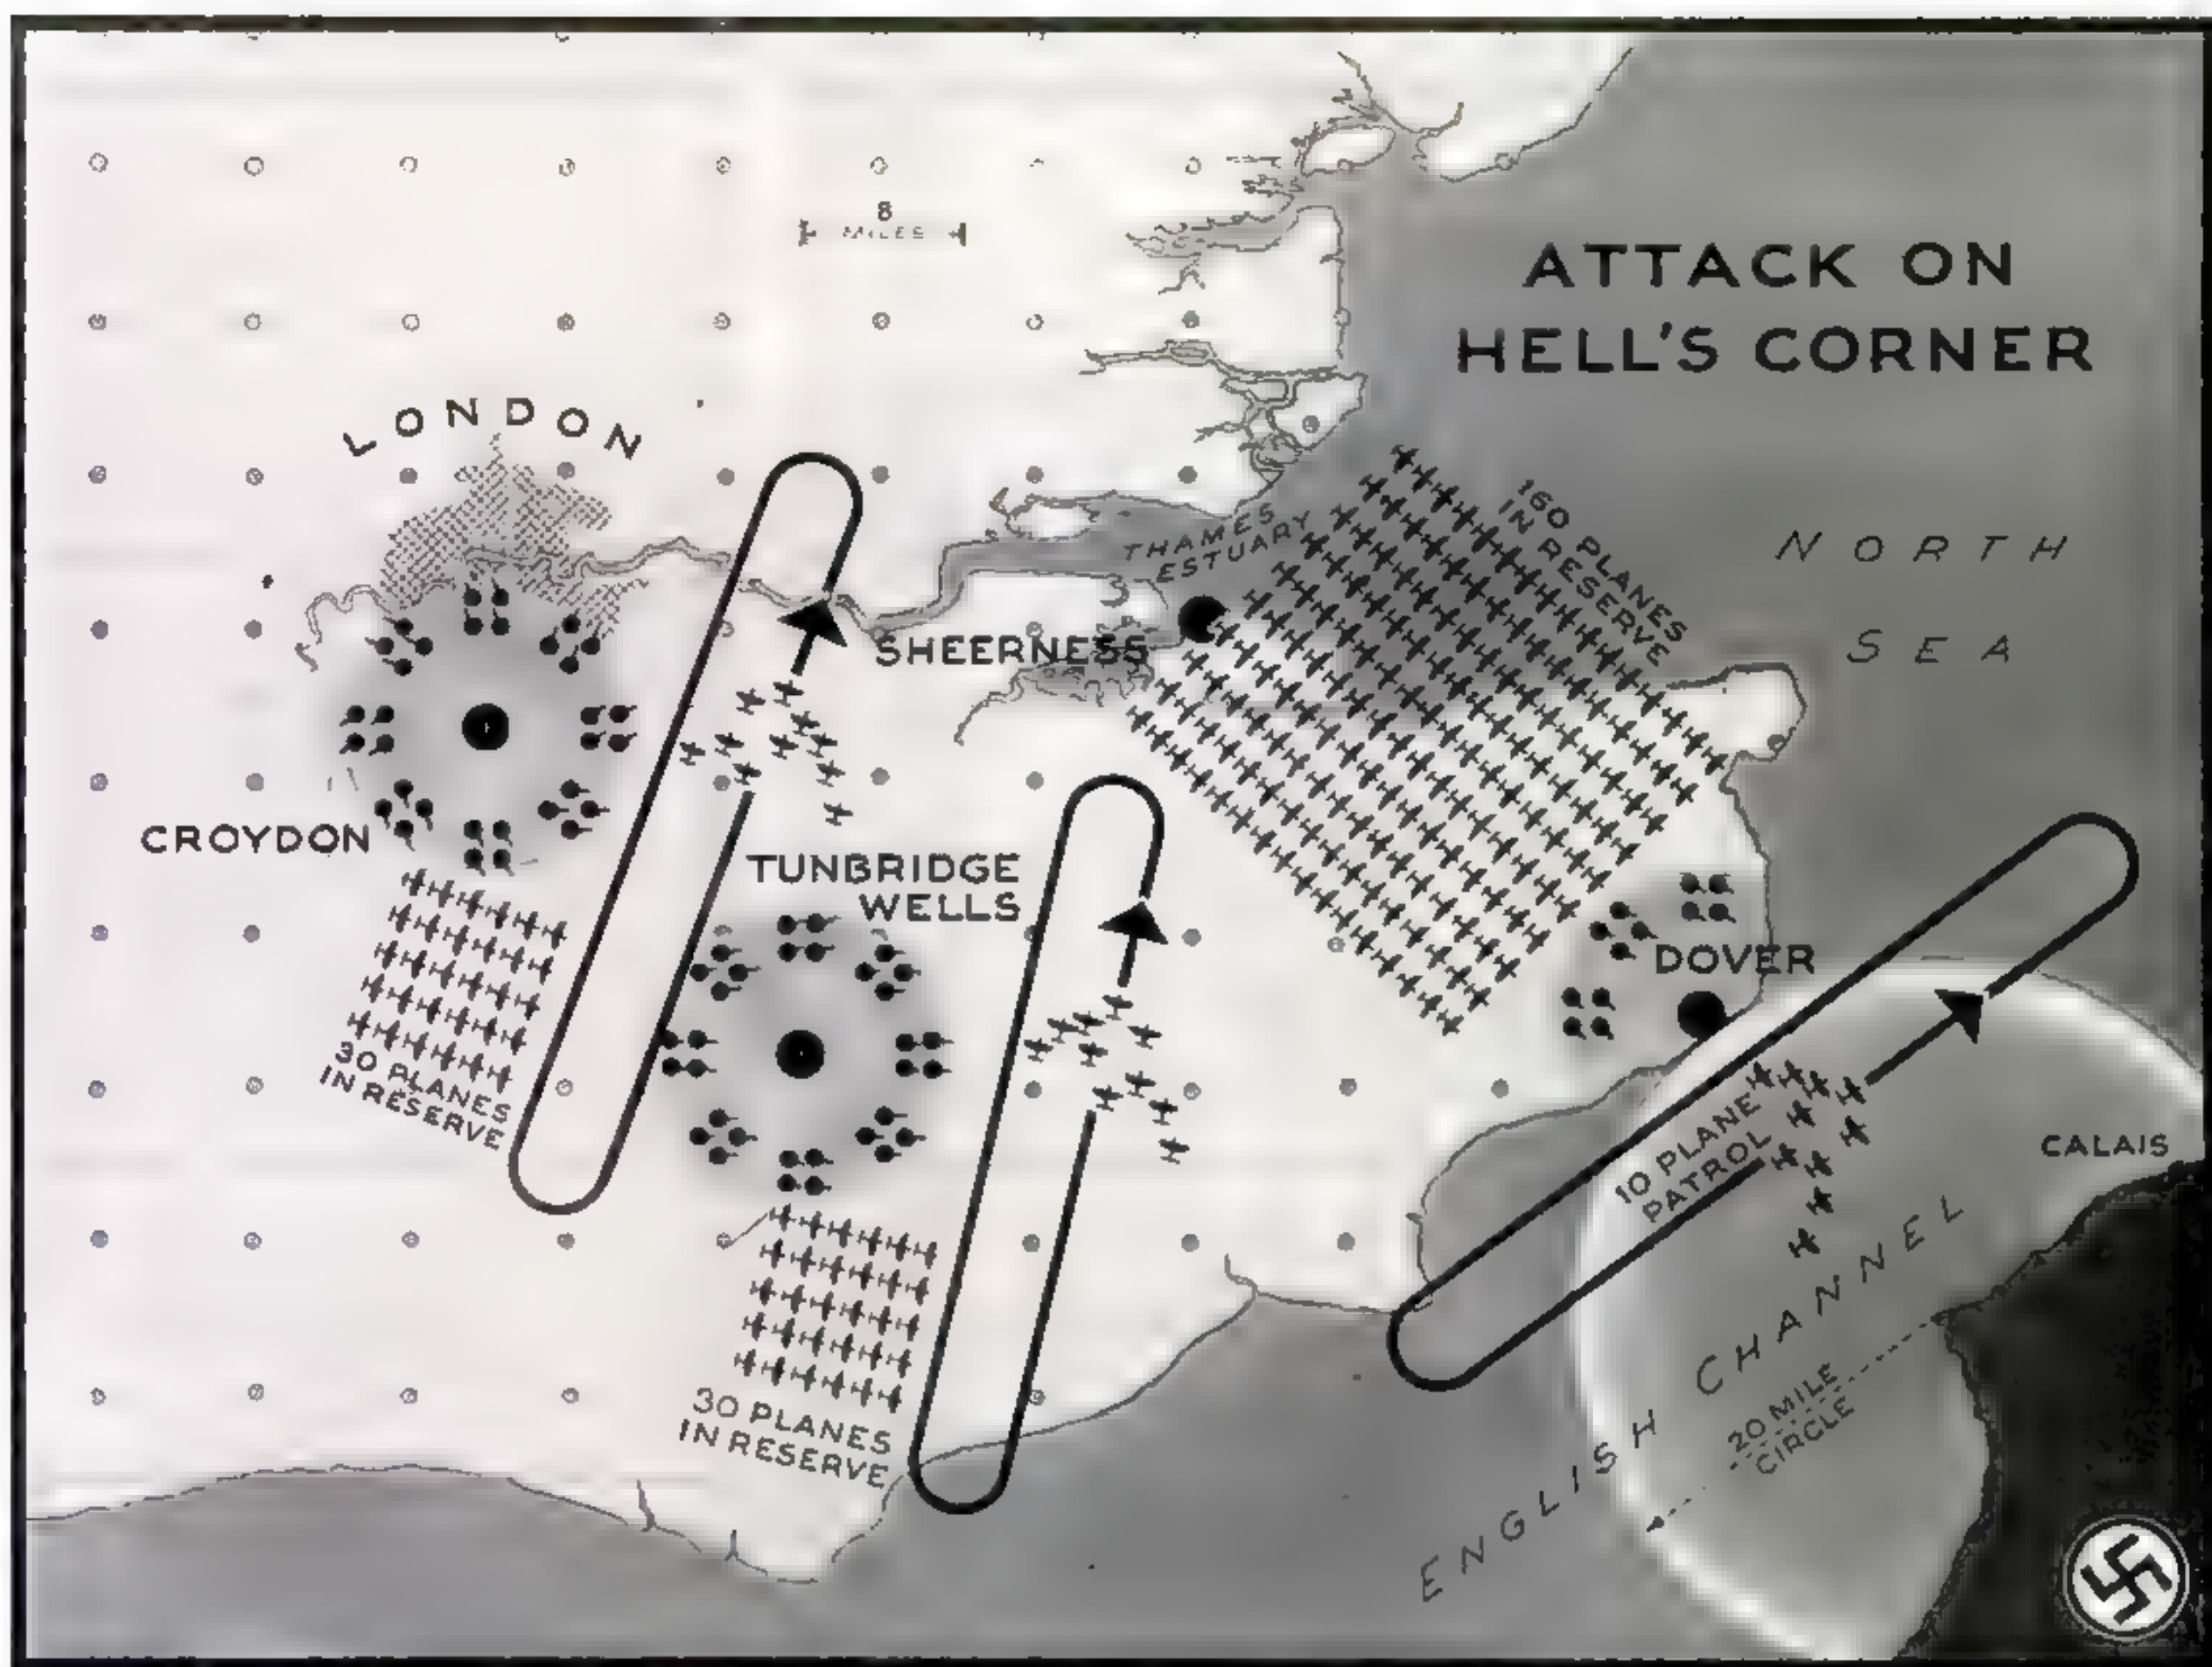 8
MILES
ATTACK ON
HELL'S CORNER
LONDON
160 PLANES
IN RESERVE
THAMES
ESTUARY
NORTH
SEA
SHEERNESS
CROYDON
TUNBRIDGE
WELLS
DOVER
30 PLANES
IN RESERVE
10 PLANE
PATROL
CALAIS
ENGLISH CHANNEL
20 MILE
CIRCLE
30 PLANES
IN RESERVE